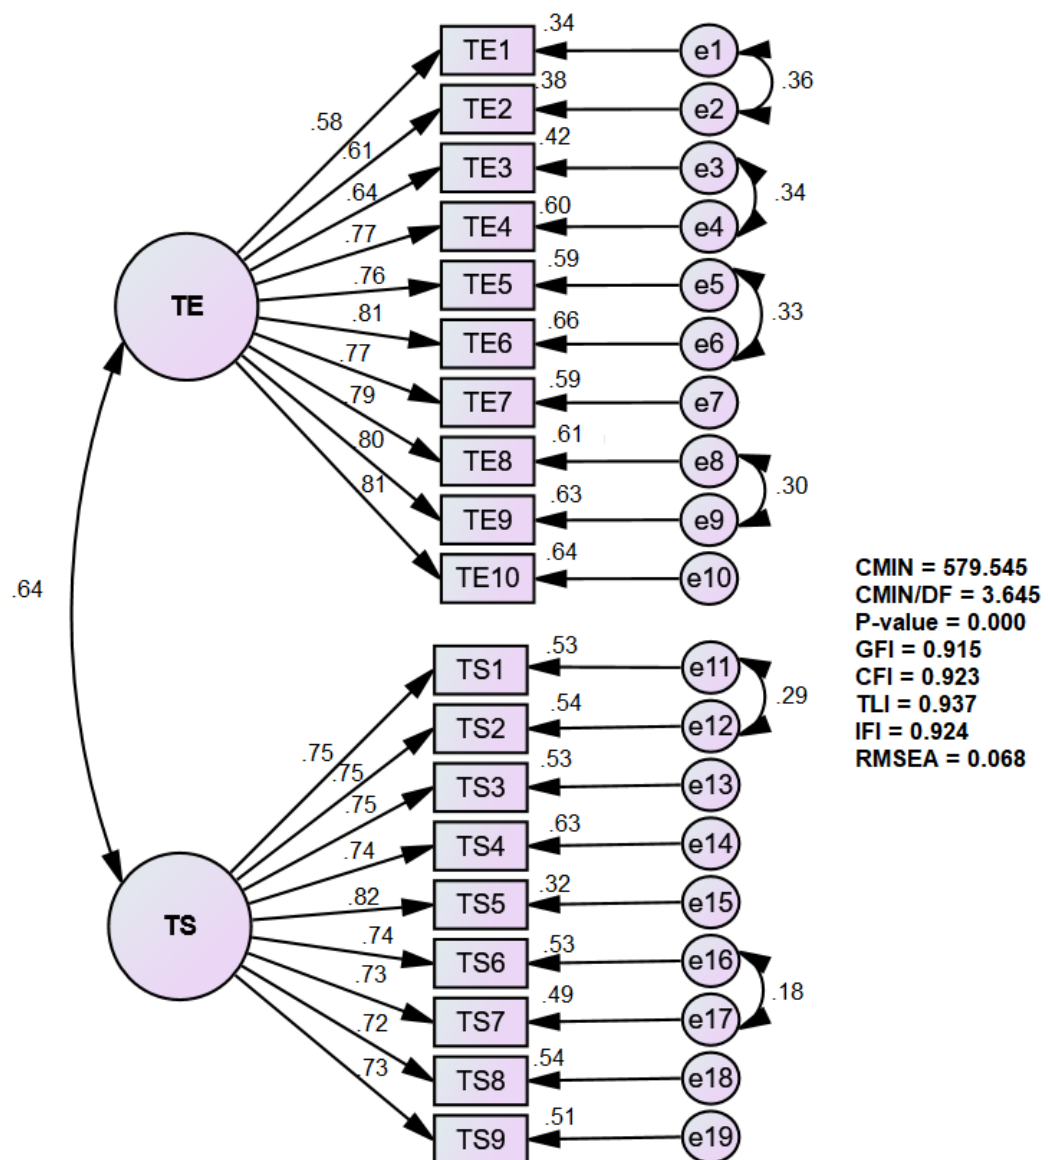 .34
TE1
e1
.58
.36
.38
TE2
e2
.61
.42
TE3
e3
.64
.34
.60
TE4
e4
.77
.59
TE5
e5
.76
.33
TE
.66
TE6
e6
.81
.59
TE7
e7
.77
.61
TE8
e8
.79
.30
.63
TE9
e9
.80
.64
TE10
e10
.81
.64
CMIN = 579.545
CMIN/DF = 3.645
P-value = 0.000
GFI = 0.915
CFI = 0.923
TLI = 0.937
IFI = 0.924
RMSEA = 0.068
.53
TS1
e11
.75
.29
.54
TS2
e12
.75
.53
TS3
e13
.75
.63
TS4
e14
.74
.32
TS5
e15
.82
TS
.53
TS6
e16
.74
.18
.49
TS7
e17
.73
.54
TS8
e18
.72
.51
TS9
e19
.73